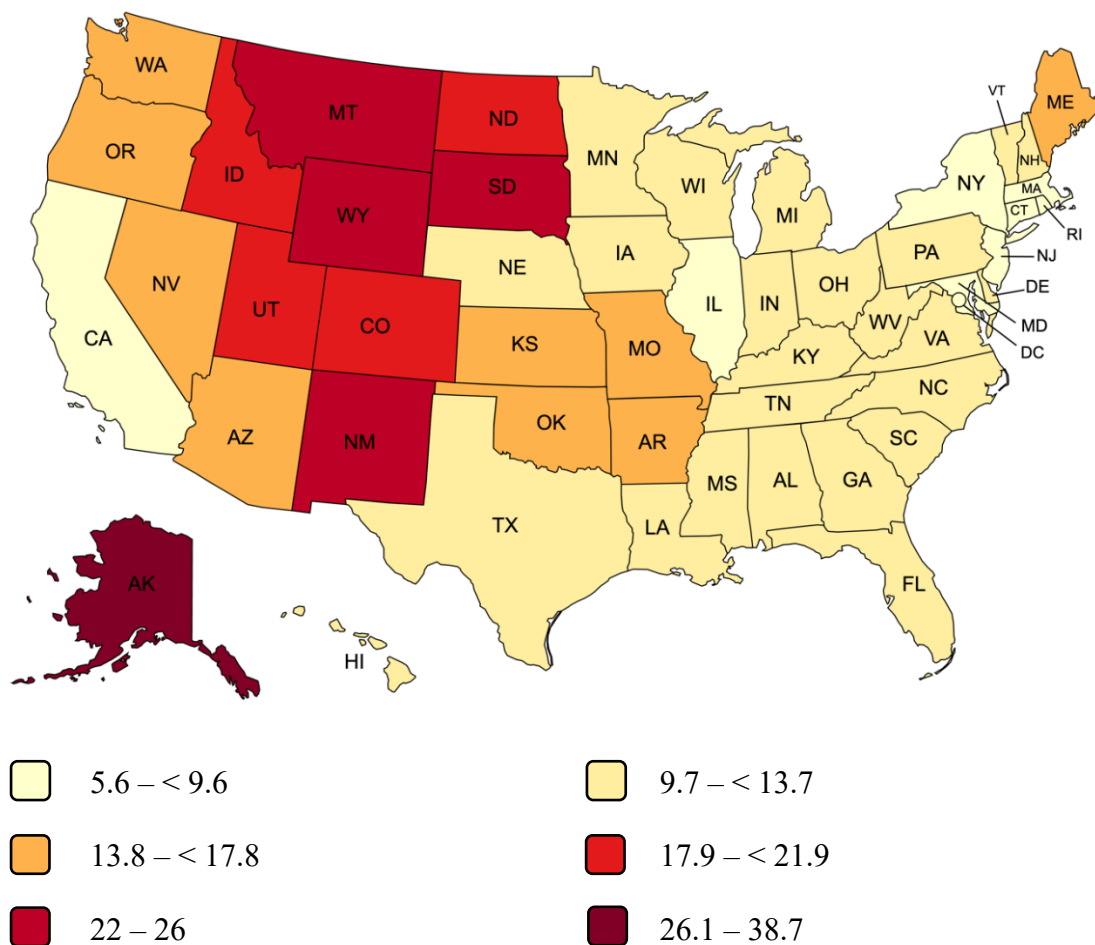 WA
MT
ND
MN
VT
ME
OR
ID
SD
WI
NH
NY
MA
WY
MI
CT
RI
IA
PA
NJ
NE
NV
OH
DE
IL
IN
UT
CO
WV
MD
CA
KS
MO
VA
DC
KY
NC
TN
AZ
NM
OK
AR
SC
MS
AL
GA
TX
LA
AK
FL
HI
5.6 – < 9.6
9.7 – < 13.7
13.8 – < 17.8
17.9 – < 21.9
22 – 26
26.1 – 38.7